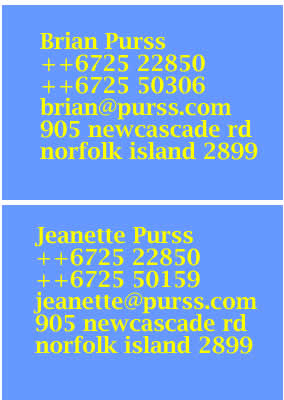 Brian Purss
++6725 22850
++6725 50306
brian@purss.com
905 newcascade rd
norfolk island 2899
Jeanette Purss
++6725 22850
++6725 50159
jeanette@purss.com
905 newcascade rd
norfolk island 2899